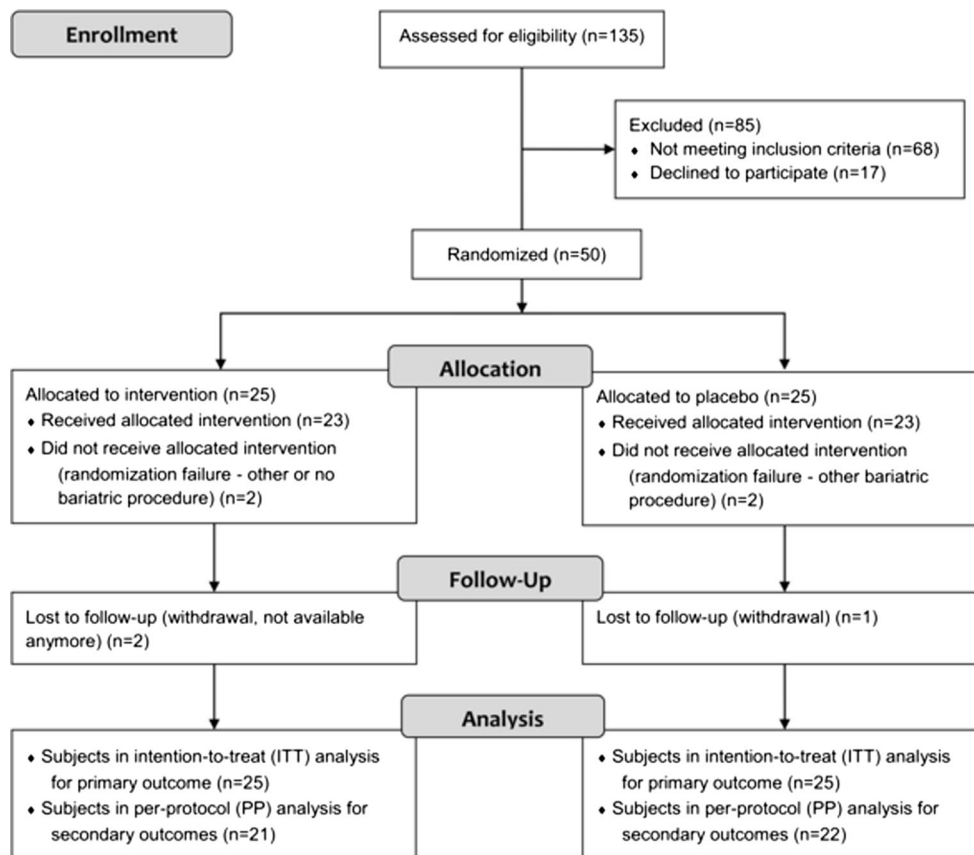 Enrollment
Assessed for eligibility (n=135)
Excluded (n=85)
♦ Not meeting inclusion criteria (n=68)
♦ Declined to participate (n=17)
Randomized (n=50)
Allocation
Allocated to intervention (n=25)
♦ Received allocated intervention (n=23)
♦ Did not receive allocated intervention
(randomization failure - other or no
bariatric procedure) (n=2)
Allocated to placebo (n=25)
♦ Received allocated intervention (n=23)
♦ Did not receive allocated intervention
(randomization failure - other bariatric
procedure) (n=2)
Follow-Up
Lost to follow-up (withdrawal, not available
anymore) (n=2)
Lost to follow-up (withdrawal) (n=1)
Analysis
♦ Subjects in intention-to-treat (ITT) analysis
for primary outcome (n=25)
♦ Subjects in per-protocol (PP) analysis for
secondary outcomes (n=21)
♦ Subjects in intention-to-treat (ITT) analysis
for primary outcome (n=25)
♦ Subjects in per-protocol (PP) analysis for
secondary outcomes (n=22)